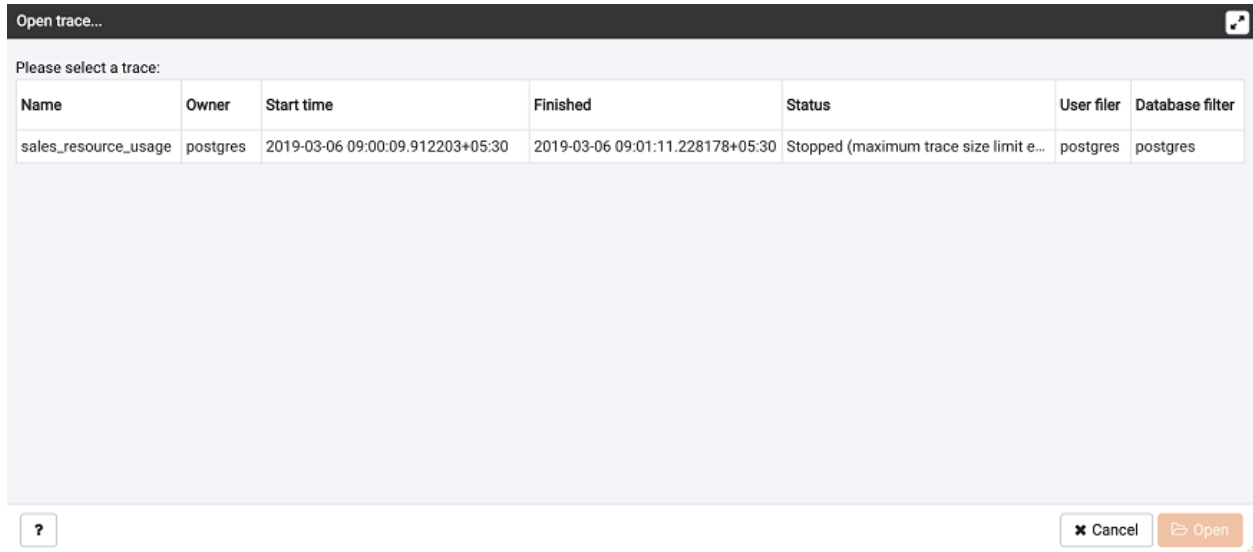 Open trace...
Please select a trace:
Name Owner Start time Finished Status User filer Database filter
sales_resource_usage postgres 2019-03-06 09:00:09.912203+05:30 2019-03-06 09:01:11.228178+05:30 Stopped (maximum trace size limit e... postgres postgres
? Cancel Open